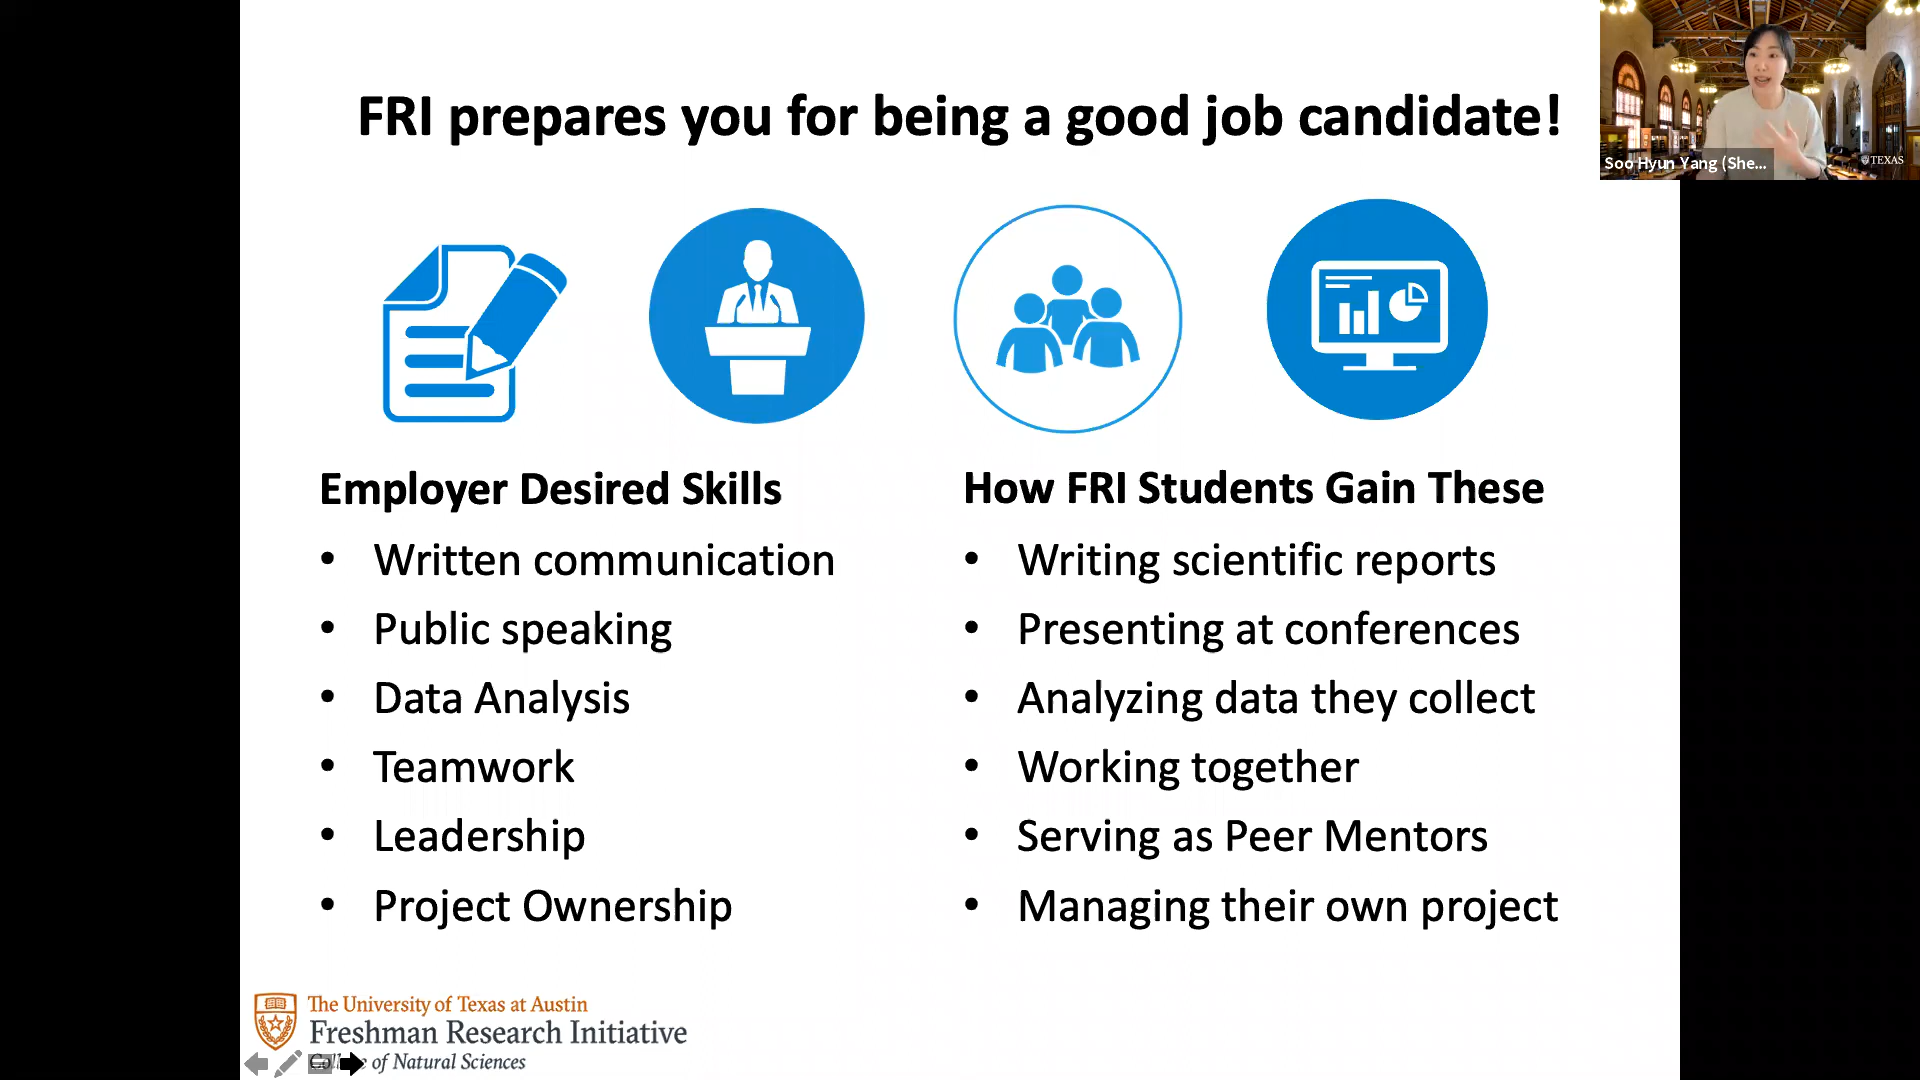 FRI prepares you for being a good job candidate!
Soo Hyun Yang (She...
TEXAS
Employer Desired Skills
• Written communication
• Public speaking
• Data Analysis
• Teamwork
• Leadership
• Project Ownership
How FRI Students Gain These
• Writing scientific reports
• Presenting at conferences
• Analyzing data they collect
• Working together
• Serving as Peer Mentors
• Managing their own project
The University of Texas at Austin
Freshman Research Initiative
of Natural Sciences